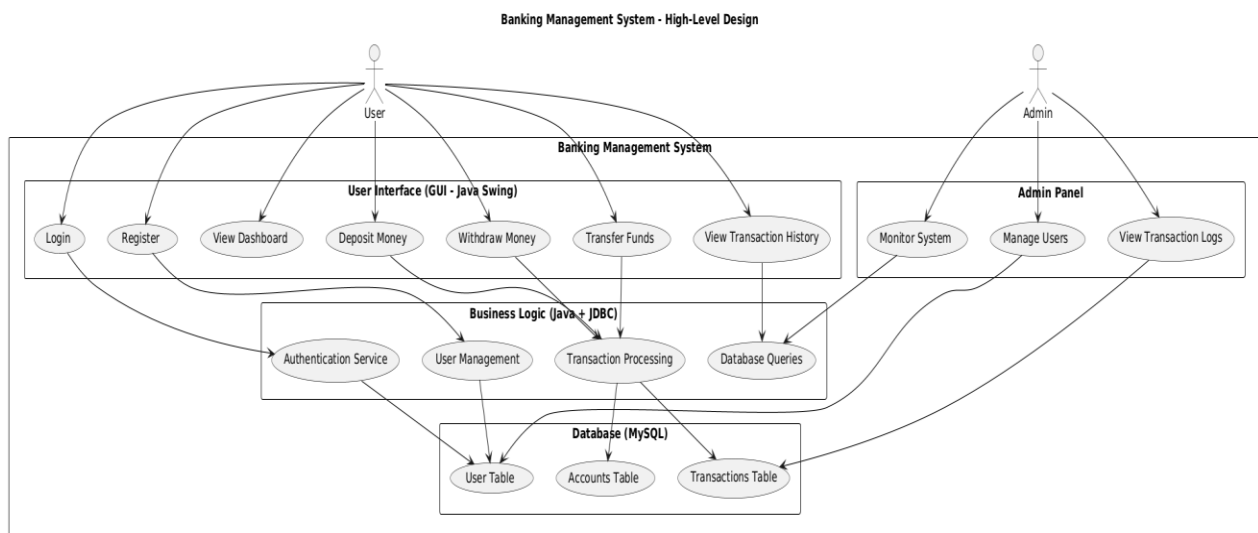 Banking Management System - High-Level Design
User
Admin
Banking Management System
User Interface (GUI - Java Swing)
Admin Panel
Login
Register
View Dashboard
Deposit Money
Withdraw Money
Transfer Funds
View Transaction History
Monitor System
Manage Users
View Transaction Logs
Business Logic (Java + JDBC)
Authentication Service
User Management
Transaction Processing
Database Queries
Database (MySQL)
User Table
Accounts Table
Transactions Table